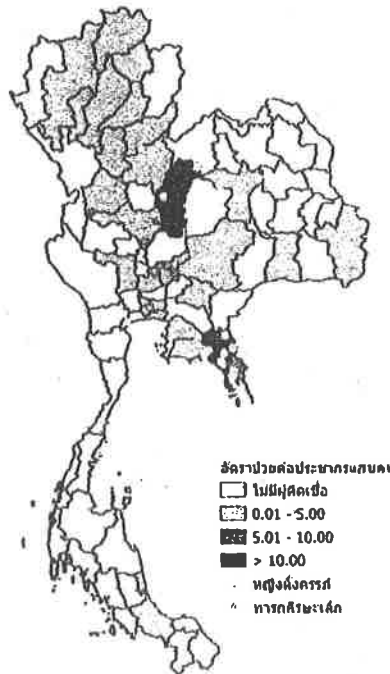 อัตราป่วยต่อประชากรแสนคน
ไม่มีผู้ติดเชื้อ
0.01 - 5.00
5.01 - 10.00
> 10.00
หญิงตั้งครรภ์
ทารกศีรษะเล็ก